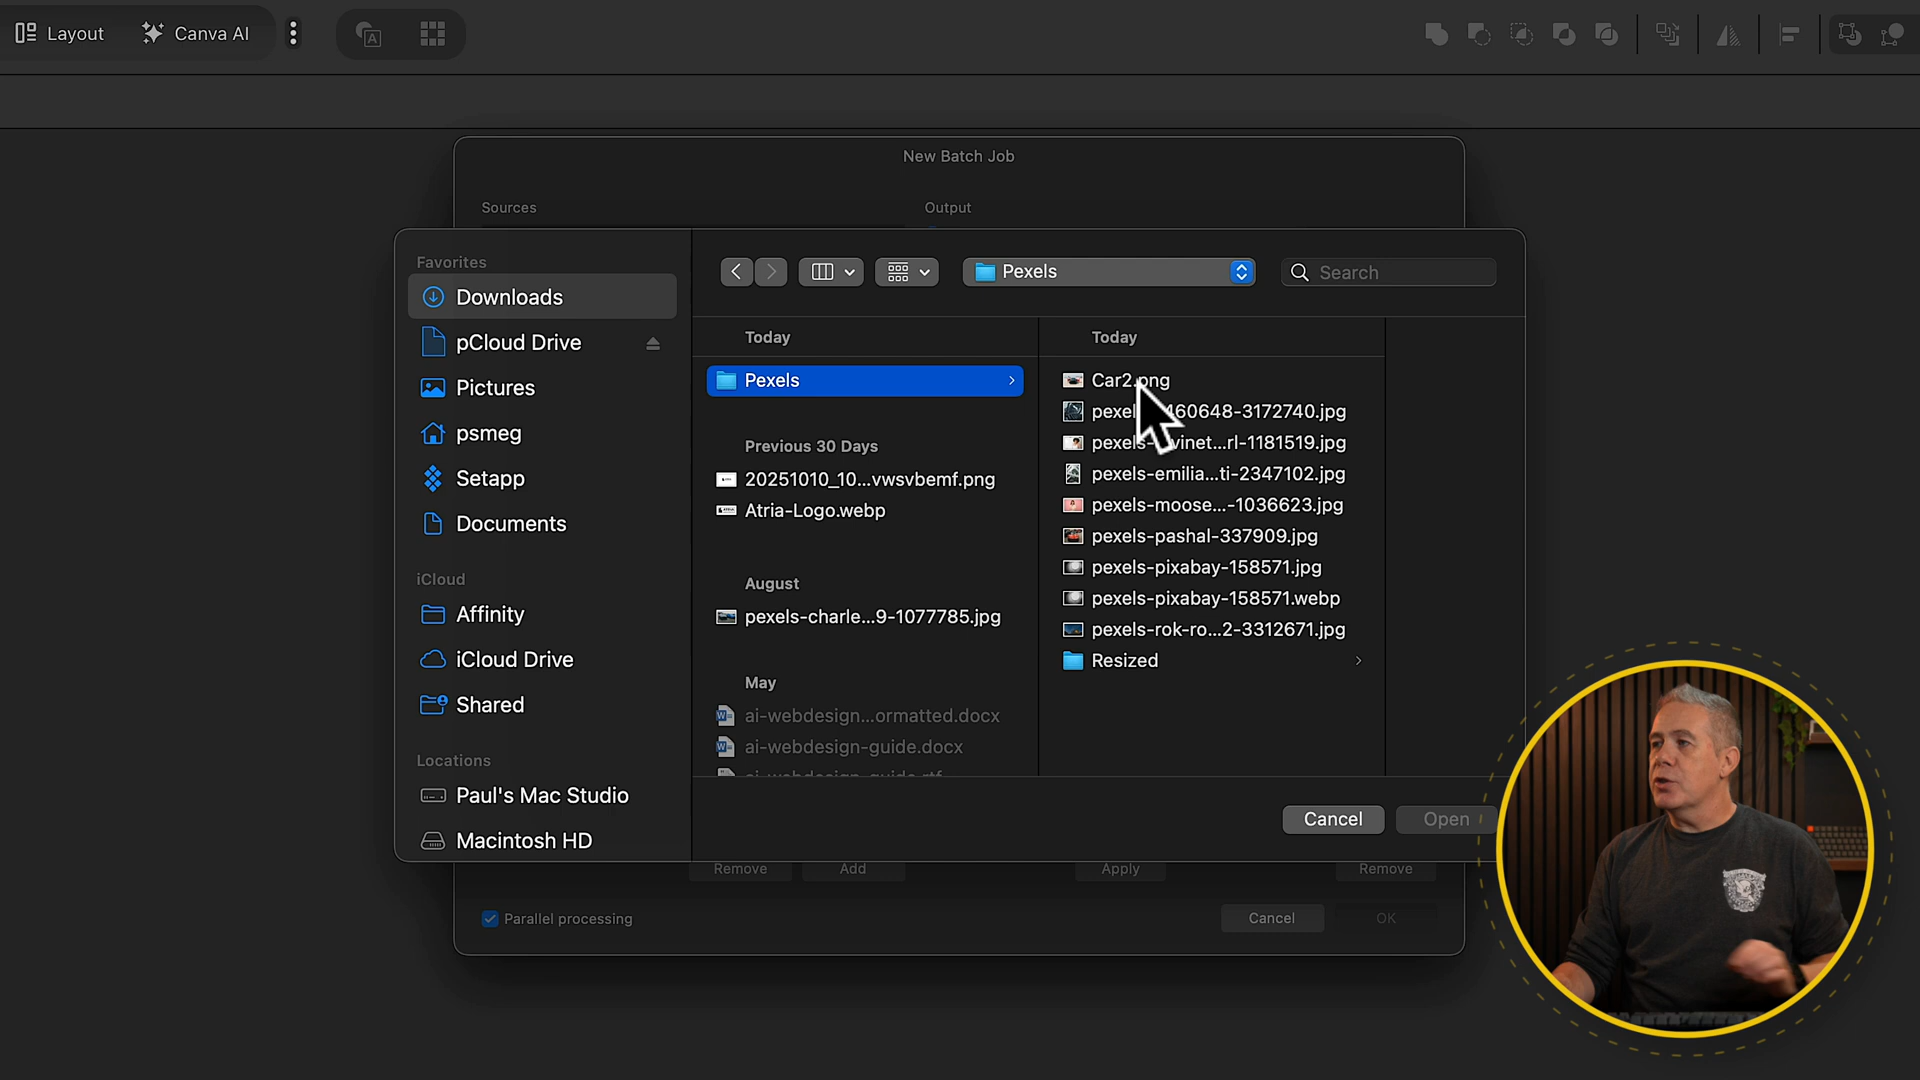 Layout
Canva AI
New Batch Job
Sources
Output
Favorites
Downloads
pCloud Drive
Pictures
psmeg
Setapp
Documents
iCloud
Affinity
iCloud Drive
Shared
Locations
Paul's Mac Studio
Macintosh HD
Pexels
Search
Today
Pexels
Previous 30 Days
20251010_10...vwsvbemf.png
Atria-Logo.webp
August
pexels-charle...9-1077785.jpg
May
ai-webdesign...ormatted.docx
ai-webdesign-guide.docx
ai-webdesign-guide.rtf
Today
Car2.png
60648-3172740.jpg
rl-1181519.jpg
pexels-emilia...ti-2347102.jpg
pexels-moose...-1036623.jpg
pexels-pashal-337909.jpg
pexels-pixabay-158571.jpg
pexels-pixabay-158571.webp
pexels-rok-ro...2-3312671.jpg
Resized
Cancel
Open
Remove
Add
Apply
Remove
Parallel processing
Cancel
OK